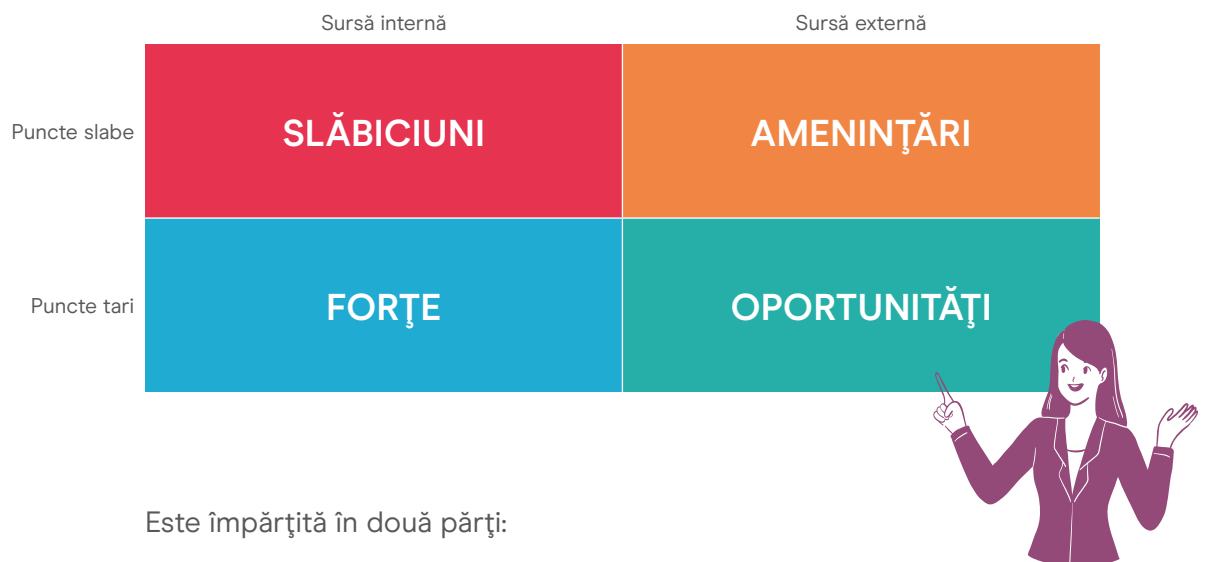 Sursă internă Sursă externă
Puncte slabe SLĂBICIUNI AMENINŢĂRI
Puncte tari FORŢE OPORTUNITĂŢI
Este împărţită în două părţi: